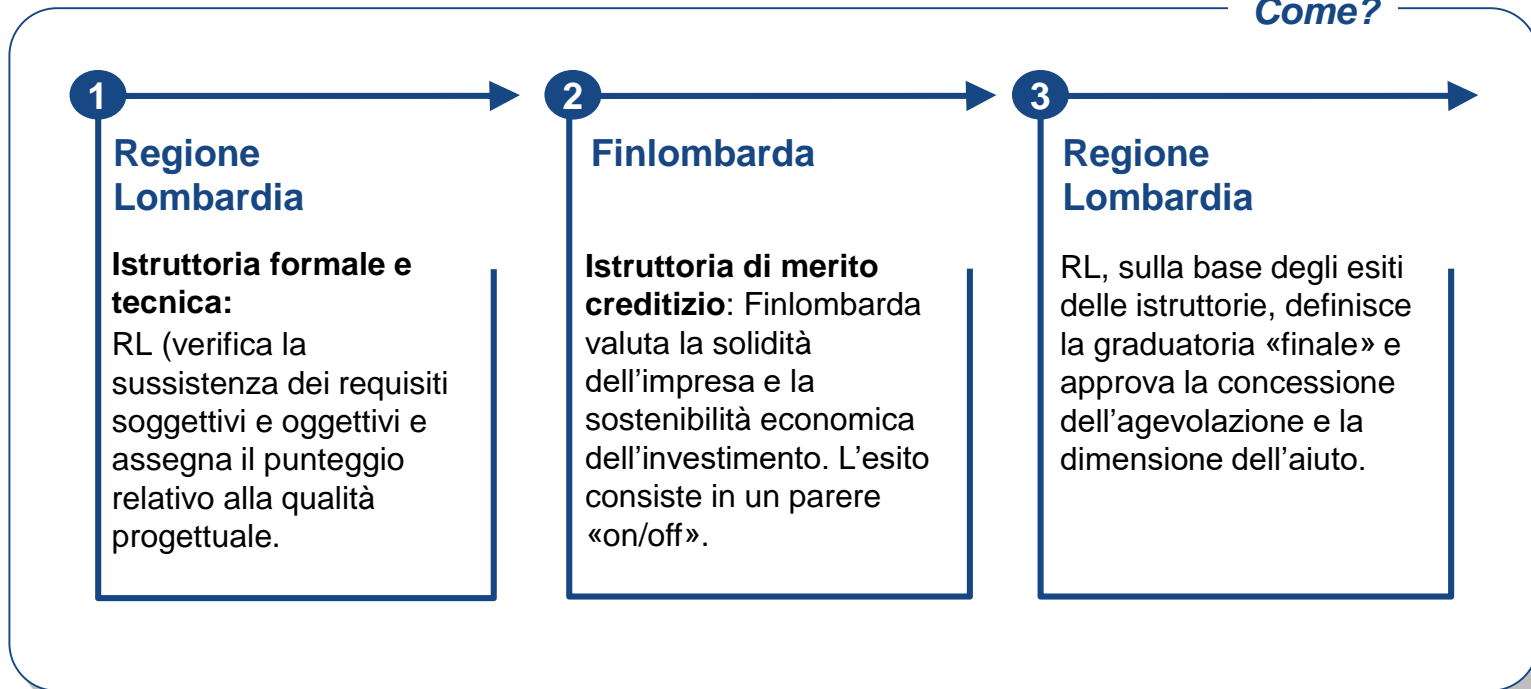 Come?
1
Regione
Lombardia
Istruttoria formale e
tecnica:
RL (verifica la
sussistenza dei requisiti
soggettivi e oggettivi e
assegna il punteggio
relativo alla qualità
progettuale.
2
Finlombarda
Istruttoria di merito
creditizio: Finlombarda
valuta la solidità
dell’impresa e la
sostenibilità economica
dell’investimento. L’esito
consiste in un parere
«on/off».
3
Regione
Lombardia
RL, sulla base degli esiti
delle istruttorie, definisce
la graduatoria «finale» e
approva la concessione
dell’agevolazione e la
dimensione dell’aiuto.